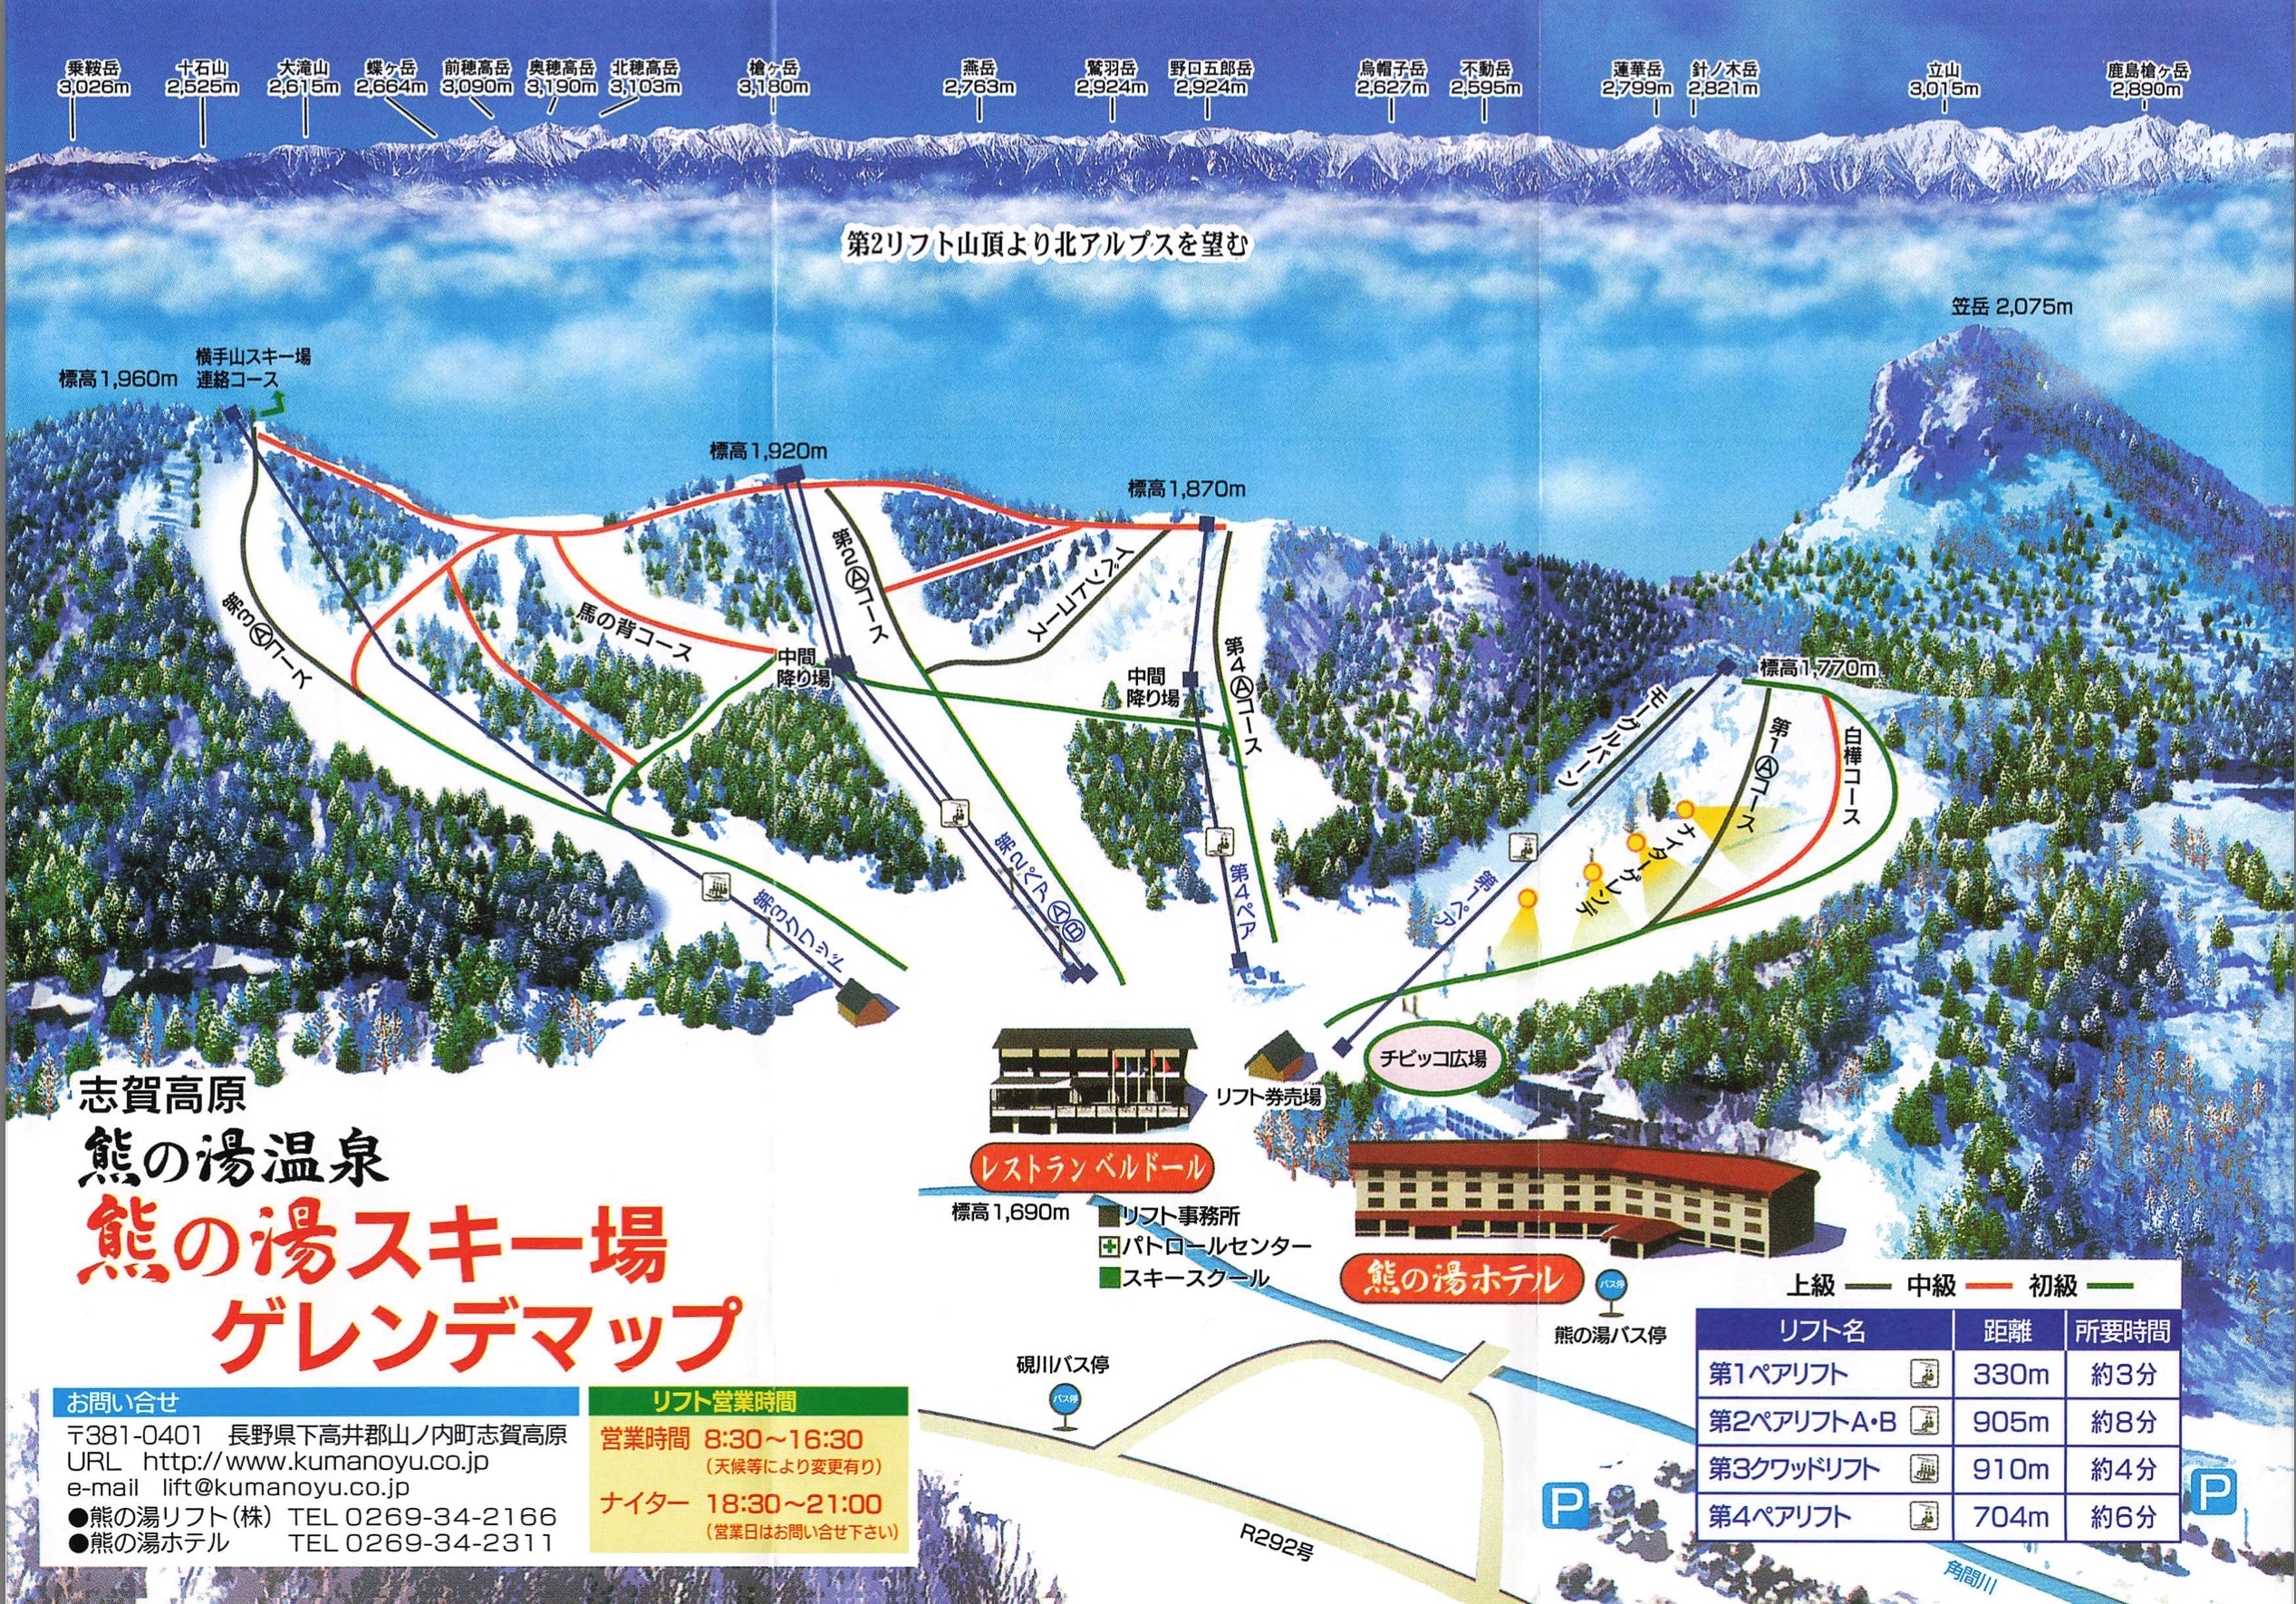 乗鞍岳
3,026m
十石山
2,525m
大滝山
2,615m
蝶ヶ岳
2,664m
前穂高岳
3,090m
奥穂高岳
3,190m
北穂高岳
3,103m
槍ヶ岳
3,180m
燕岳
2,763m
鷲羽岳
2,924m
野口五郎岳
2,924m
烏帽子岳
2,627m
不動岳
2,595m
蓮華岳
2,799m
針ノ木岳
2,821m
立山
3,015m
鹿島槍ヶ岳
2,890m
第2リフト山頂より北アルプスを望む
笠岳 2,075m
標高1,960m
横手山スキー場
連絡コース
標高1,920m
標高1,870m
第3Ⓐコース
馬の背コース
中間
降り場
第2Ⓐコース
イベントコース
中間
降り場
第4Ⓐコース
標高1,770m
モーグルバーン
第1Ⓐコース
白樺コース
ナイターゲレンデ
第3クワッド
第2ペアⒶⒷ
第4ペア
第1ペア
チビッコ広場
リフト券売場
レストラン ベルドール
標高1,690m
リフト事務所
パトロールセンター
スキースクール
熊の湯ホテル
バス停
熊の湯バス停
硯川バス停
バス停
R292号
角間川
P
P
志賀高原
熊の湯温泉
熊の湯スキー場
ゲレンデマップ
お問い合せ
〒381-0401 長野県下高井郡山ノ内町志賀高原
URL http://www.kumanoyu.co.jp
e-mail lift@kumanoyu.co.jp
●熊の湯リフト(株) TEL 0269-34-2166
●熊の湯ホテル TEL 0269-34-2311
リフト営業時間
営業時間 8:30～16:30
(天候等により変更有り)
ナイター 18:30～21:00
(営業日はお問い合せ下さい)
上級 中級 初級
リフト名 距離 所要時間
第1ペアリフト 330m 約3分
第2ペアリフトA・B 905m 約8分
第3クワッドリフト 910m 約4分
第4ペアリフト 704m 約6分